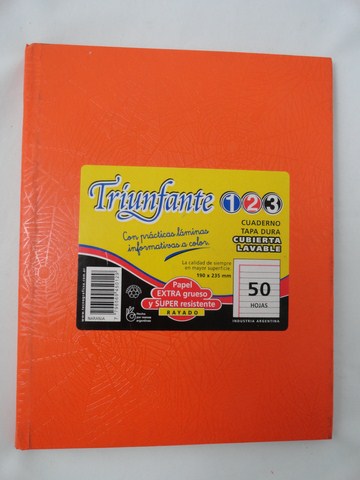 Triunfante 1 2 3
Con prácticas láminas
informativas a color.
CUADERNO
TAPA DURA
CUBIERTA
LAVABLE
La calidad de siempre
en mayor superficie.
190 x 235 mm
Papel
EXTRA grueso
y SUPER resistente
RAYADO
50
HOJAS
NARANJA
INDUSTRIA ARGENTINA